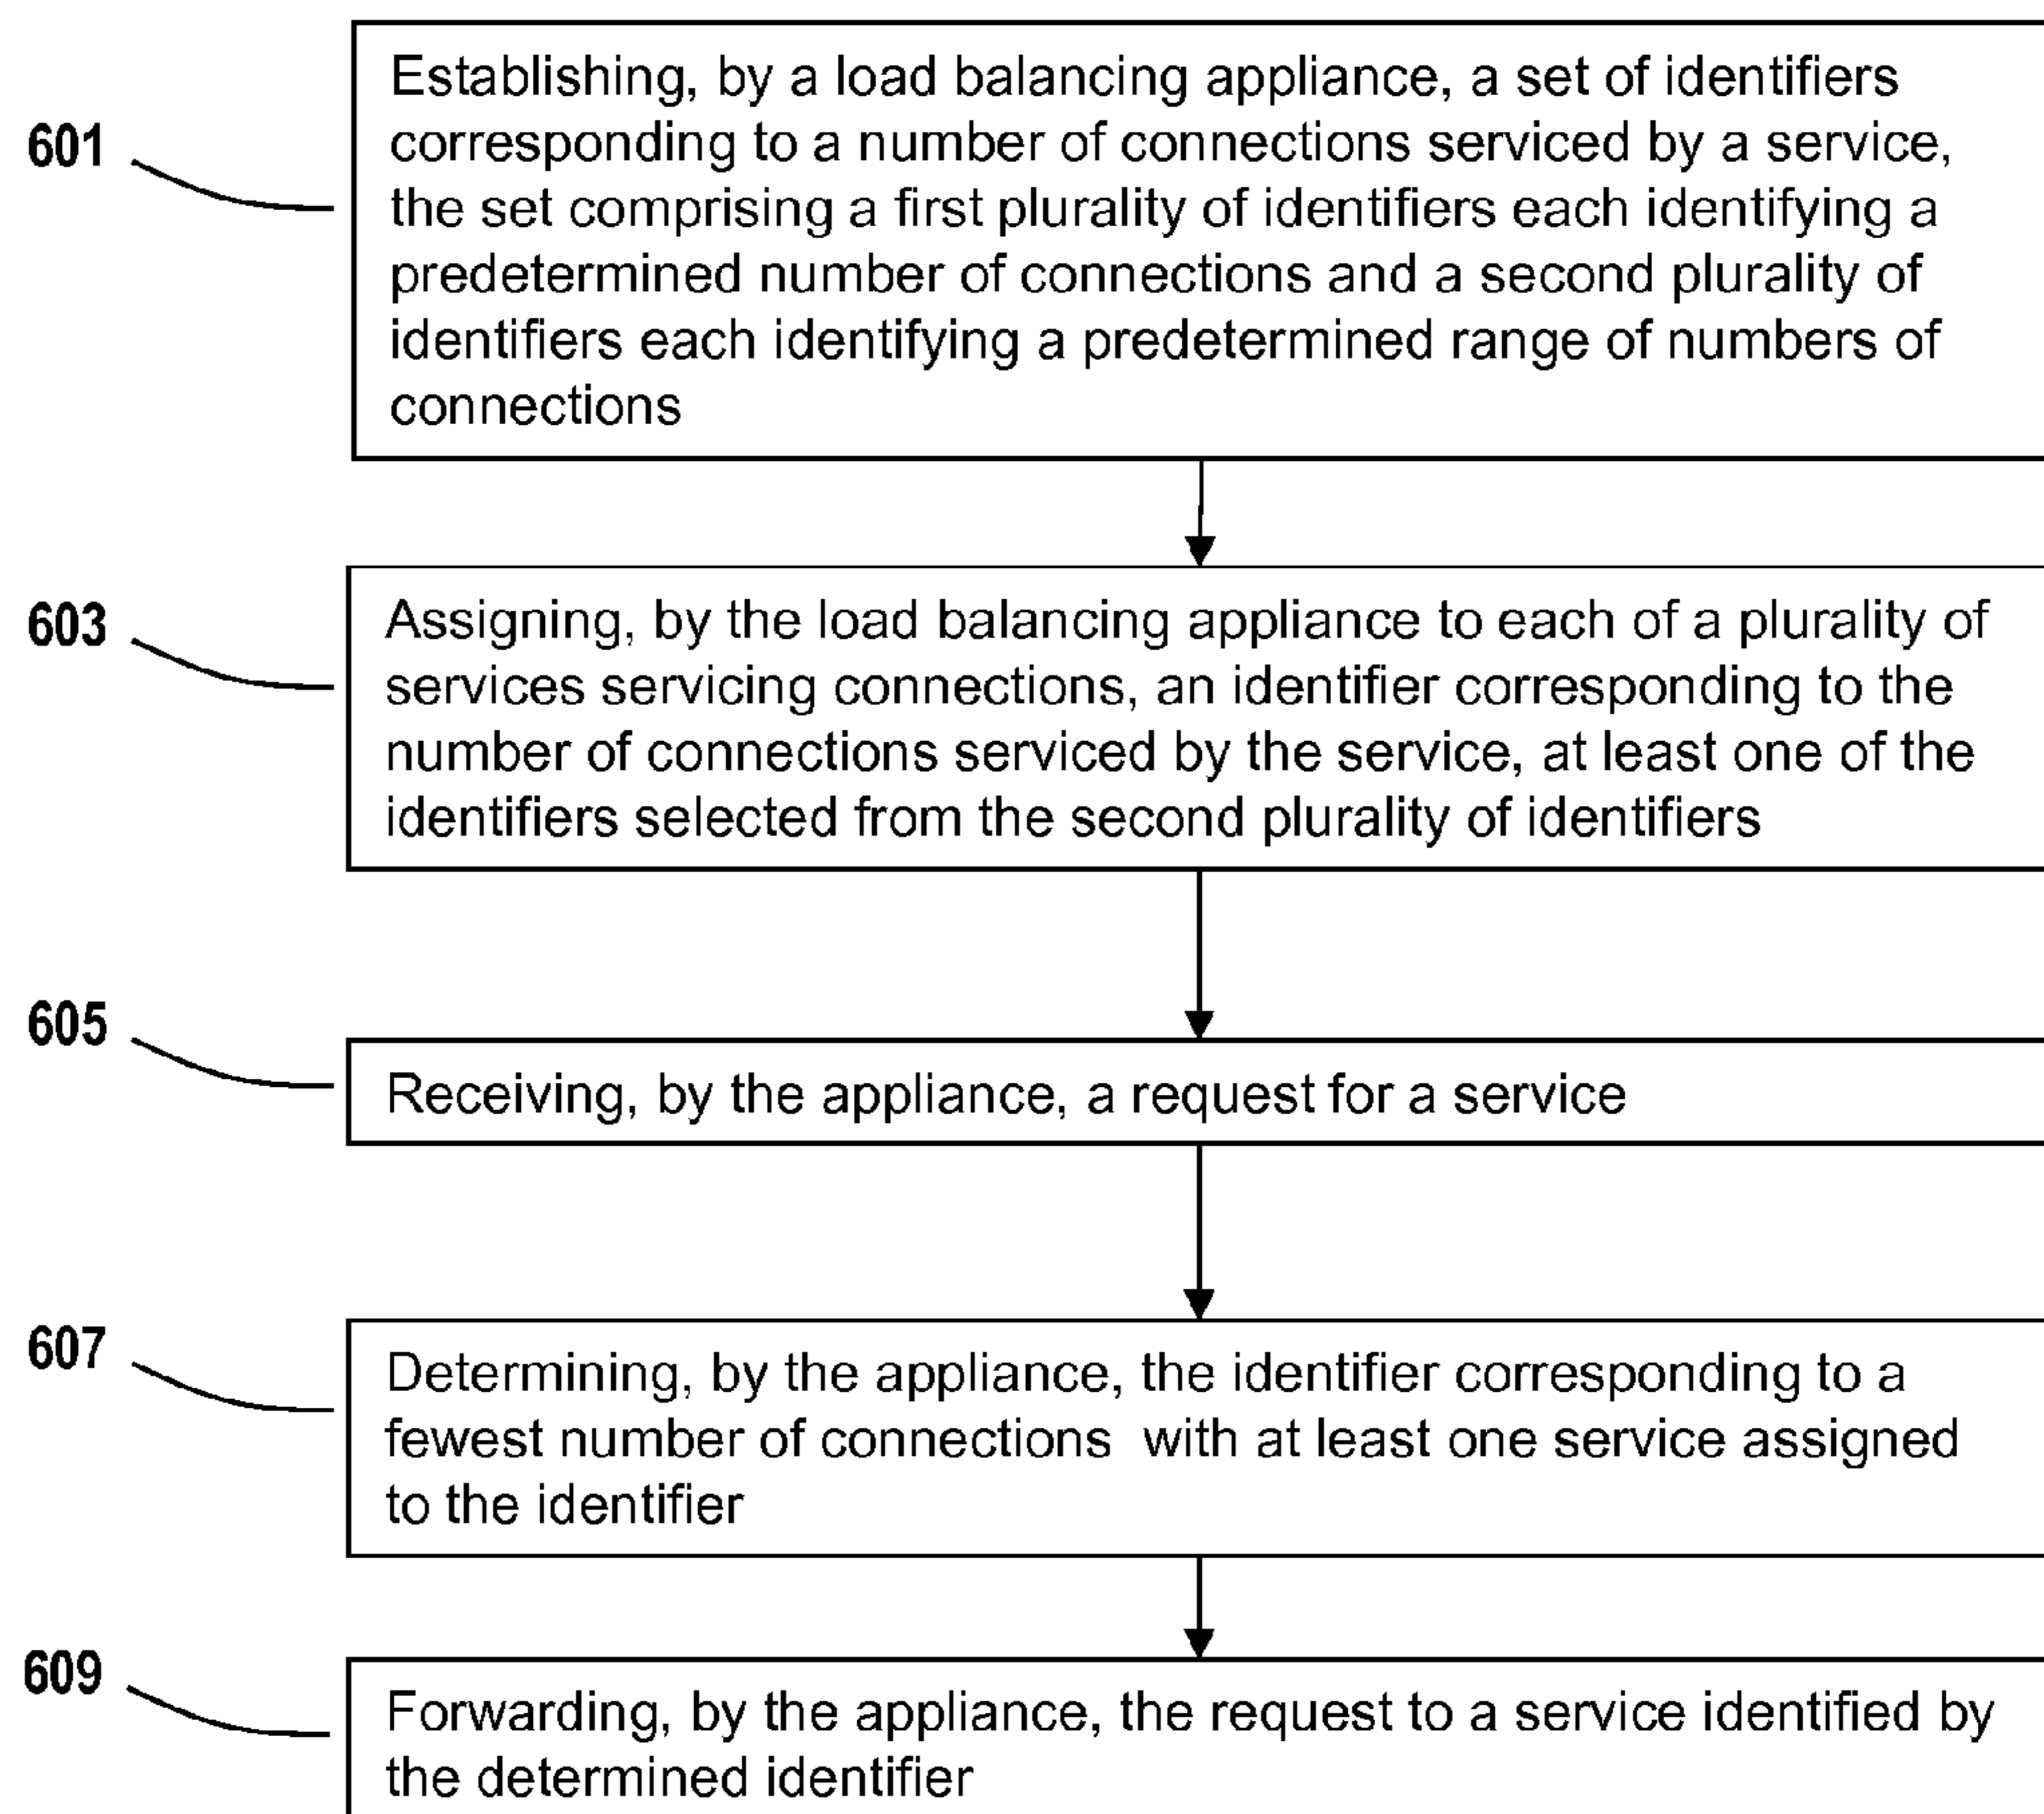 601
Establishing, by a load balancing appliance, a set of identifiers
corresponding to a number of connections serviced by a service,
the set comprising a first plurality of identifiers each identifying a
predetermined number of connections and a second plurality of
identifiers each identifying a predetermined range of numbers of
connections
603
Assigning, by the load balancing appliance to each of a plurality of
services servicing connections, an identifier corresponding to the
number of connections serviced by the service, at least one of the
identifiers selected from the second plurality of identifiers
605
Receiving, by the appliance, a request for a service
607
Determining, by the appliance, the identifier corresponding to a
fewest number of connections with at least one service assigned
to the identifier
609
Forwarding, by the appliance, the request to a service identified by
the determined identifier